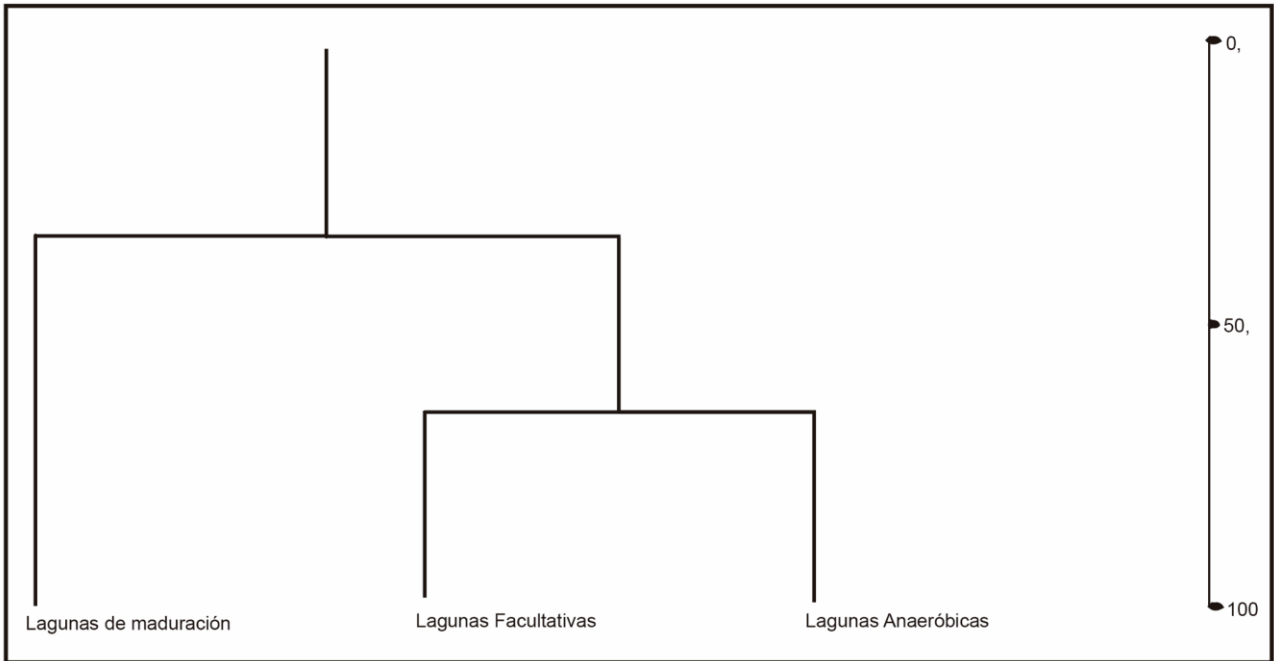 0,
50,
100
Lagunas de maduración
Lagunas Facultativas
Lagunas Anaeróbicas